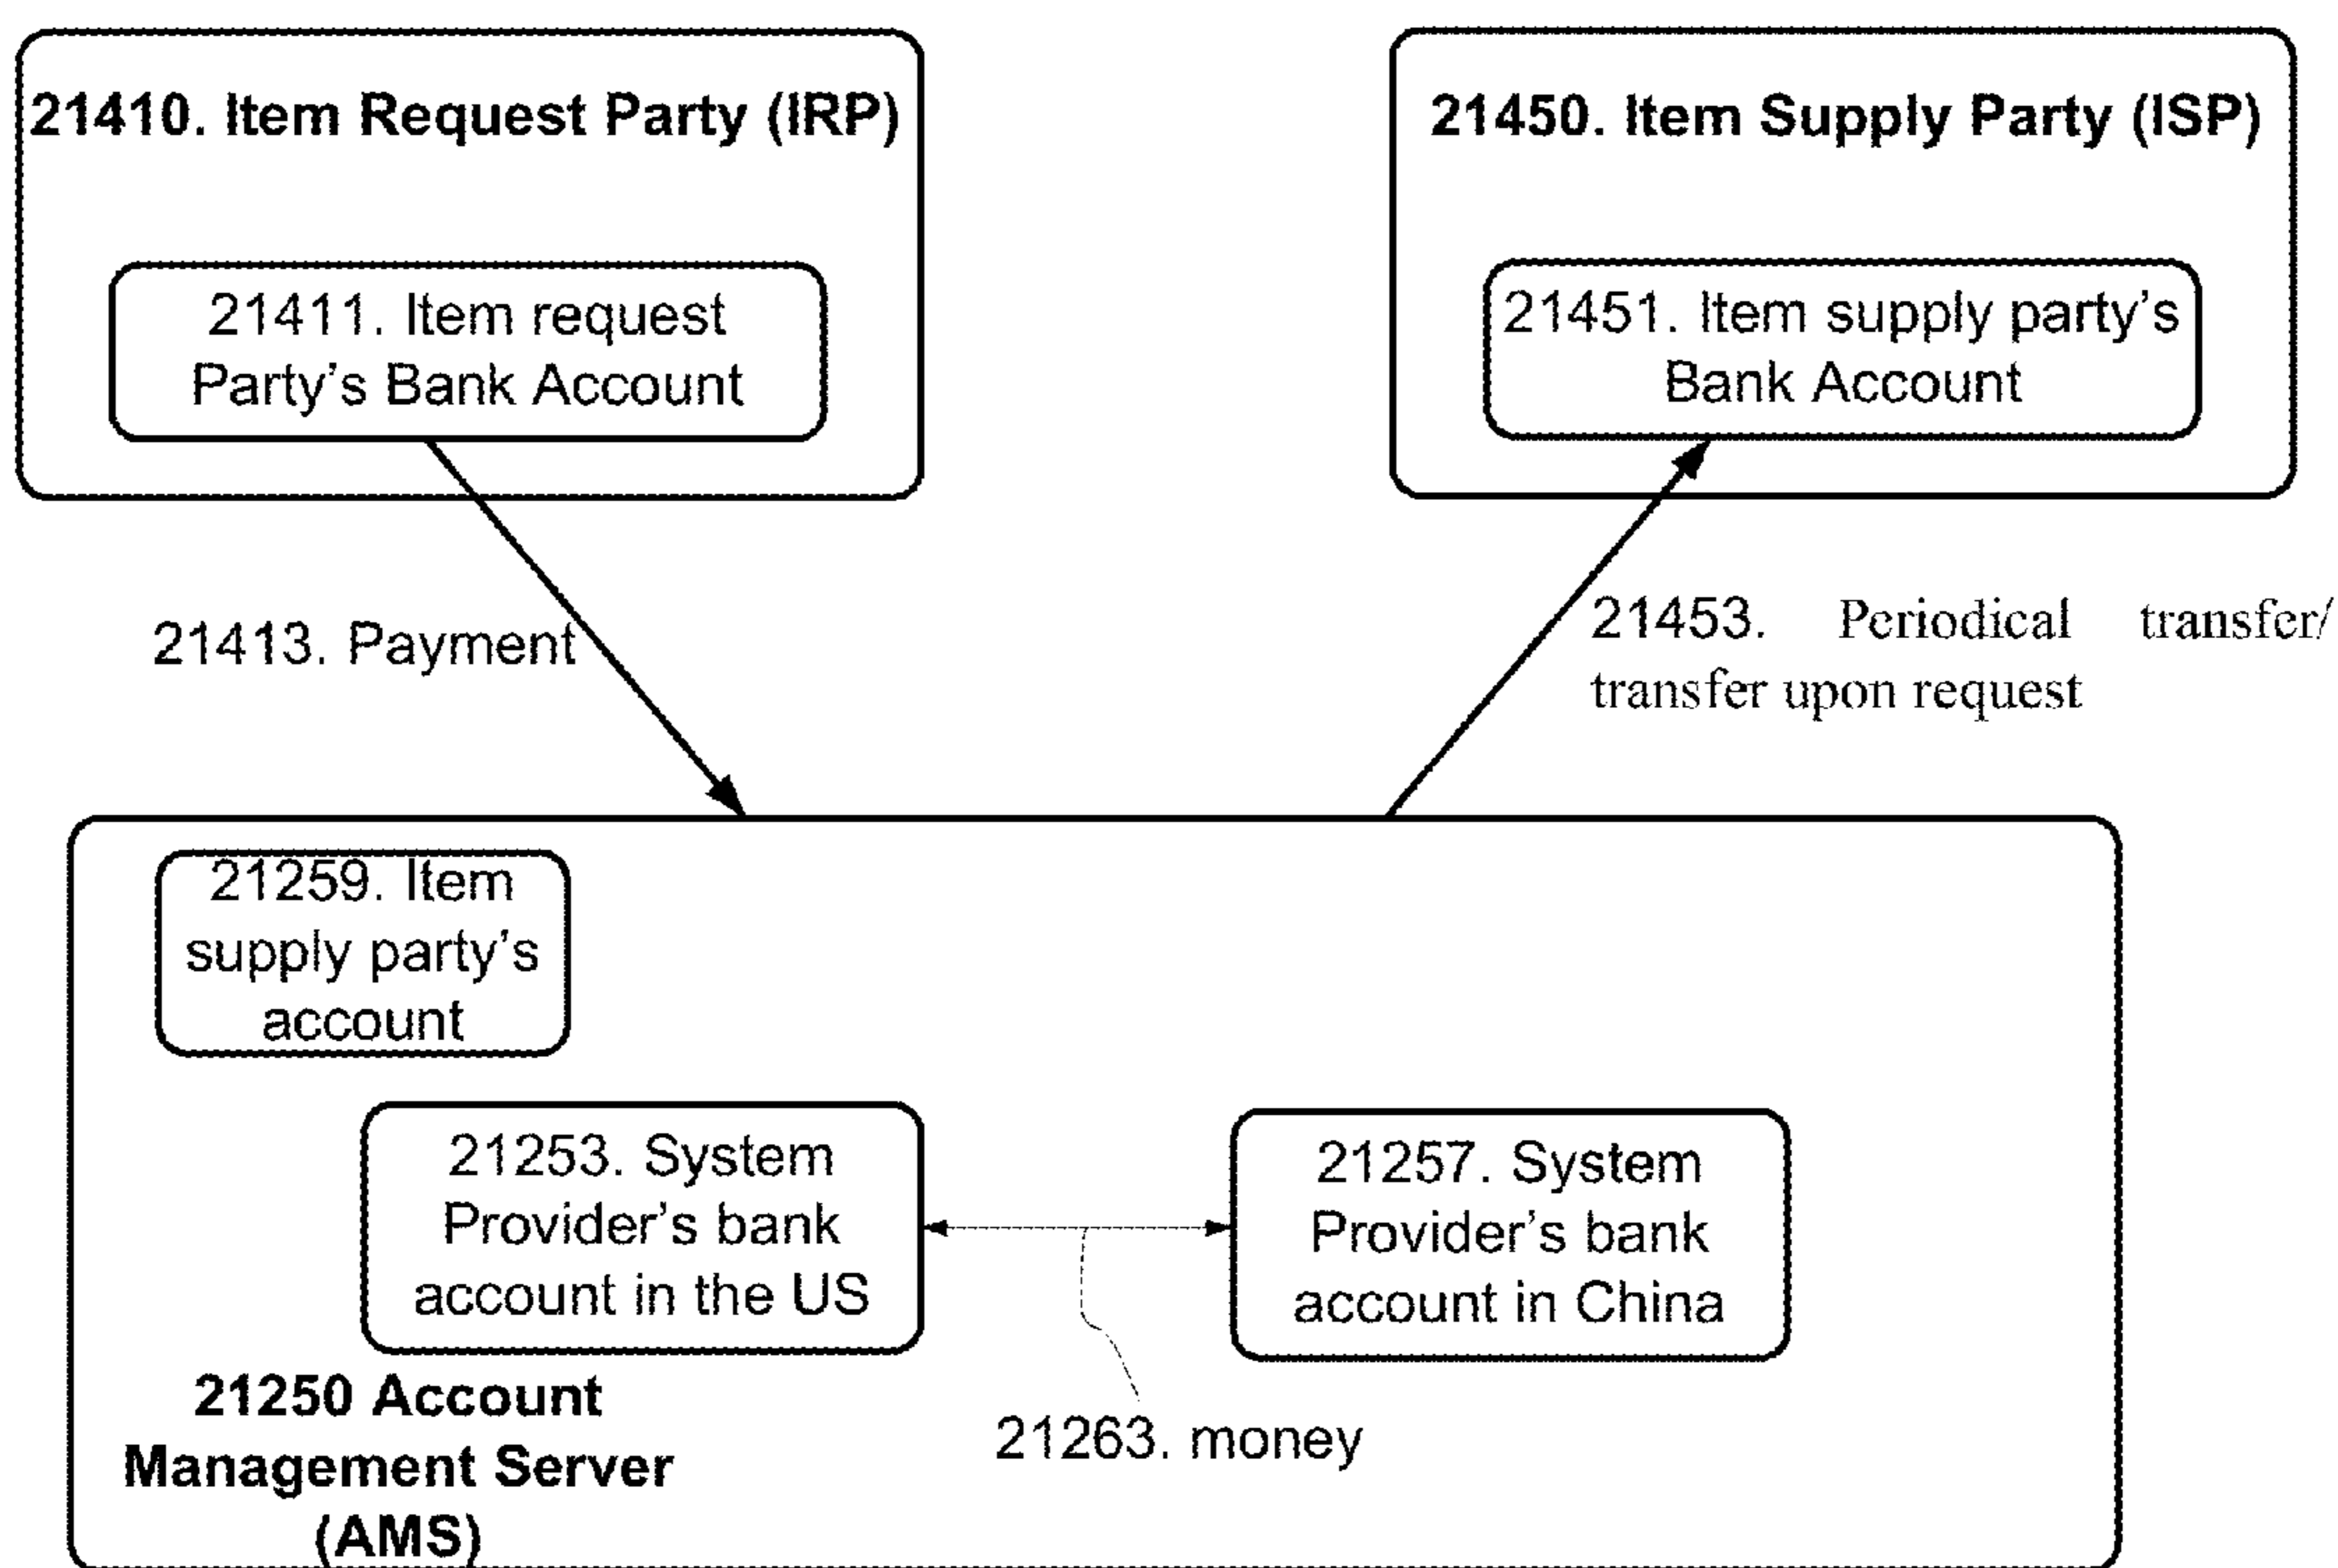 21410. Item Request Party (IRP)
21411. Item request
Party's Bank Account
21450. Item Supply Party (ISP)
21451. Item supply party's
Bank Account
21413. Payment
21453. Periodical transfer/
transfer upon request
21259. Item
supply party's
account
21253. System
Provider's bank
account in the US
21257. System
Provider's bank
account in China
21263. money
21250 Account
Management Server
(AMS)